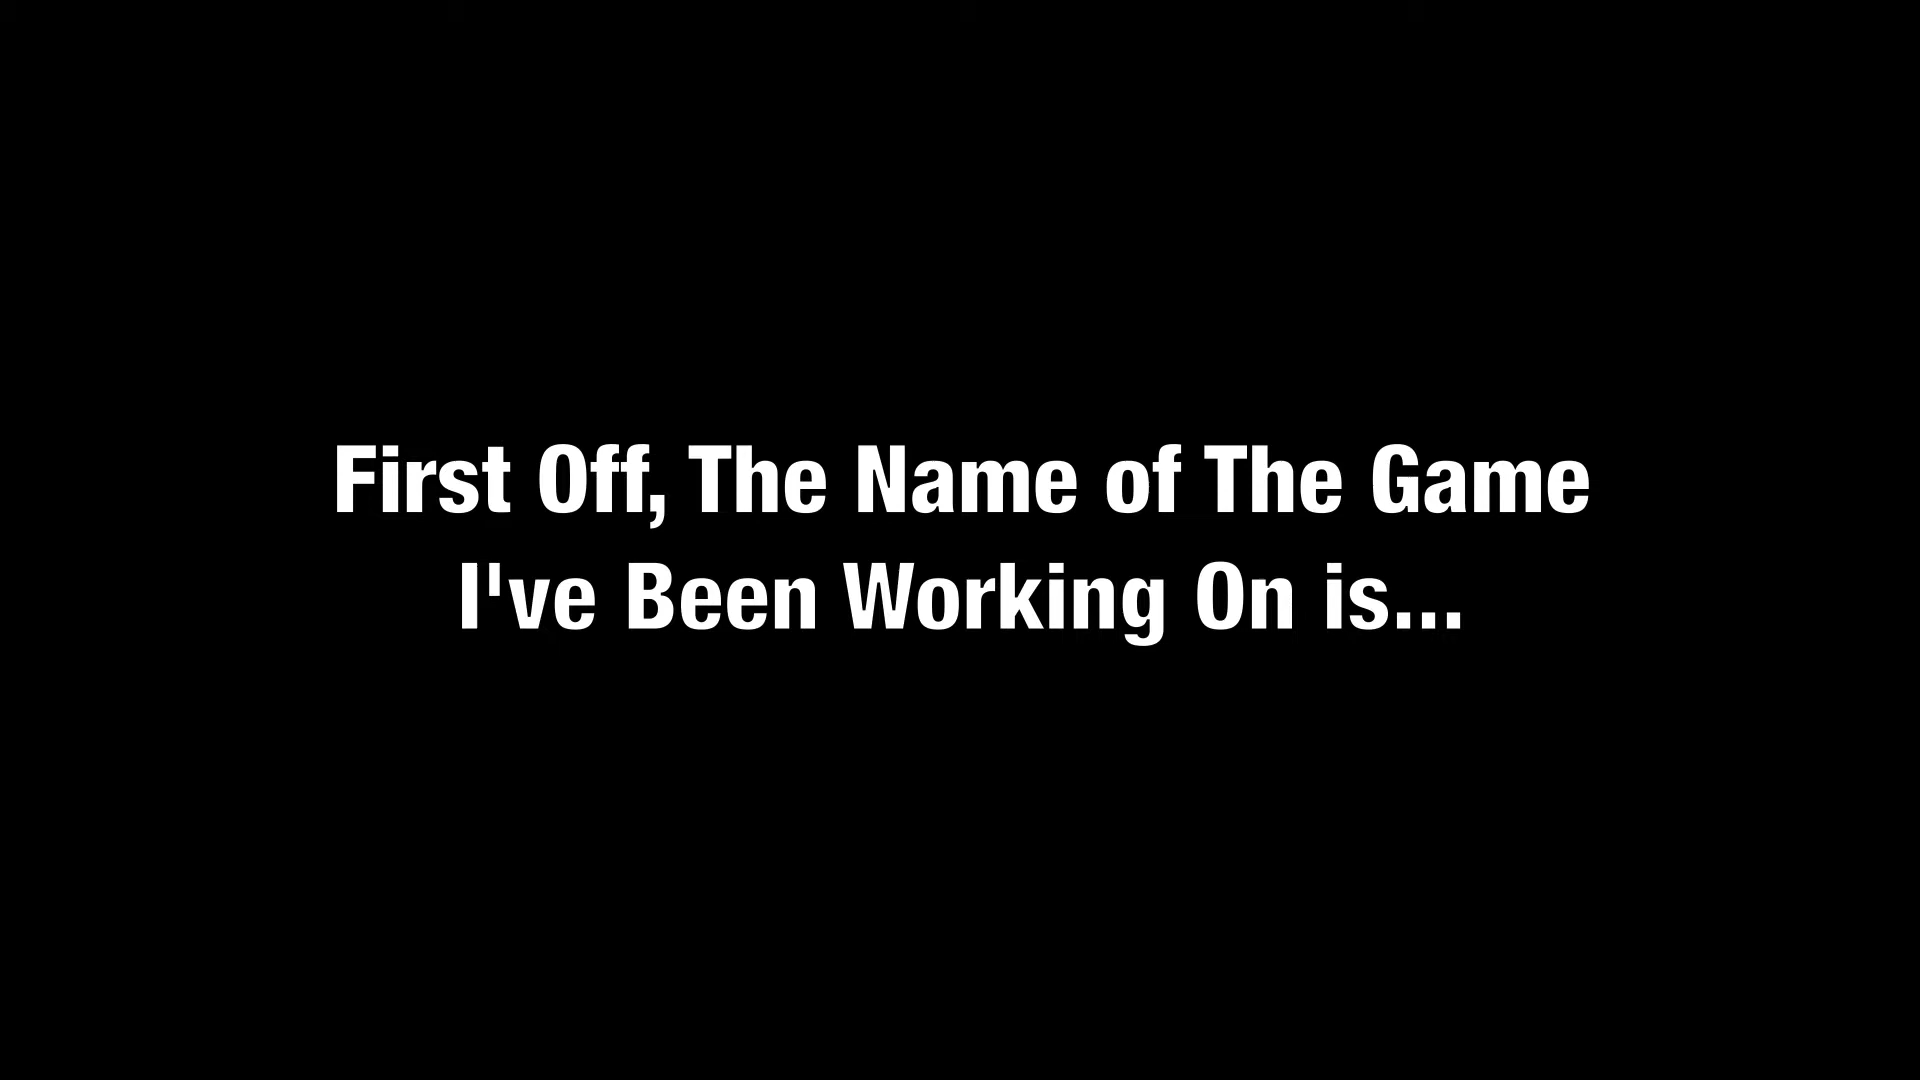 First Off, The Name of The Game
I've Been Working On is...